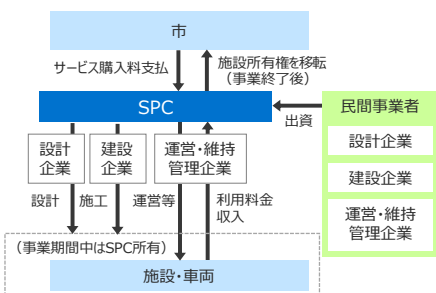 市
サービス購入料支払
施設所有権を移転
（事業終了後）
SPC
出資
民間事業者
設計企業
建設企業
運営・維持
管理企業
設計
企業
建設
企業
運営・維持
管理企業
設計
施工
運営等
利用料金
収入
（事業期間中はSPC所有）
施設・車両